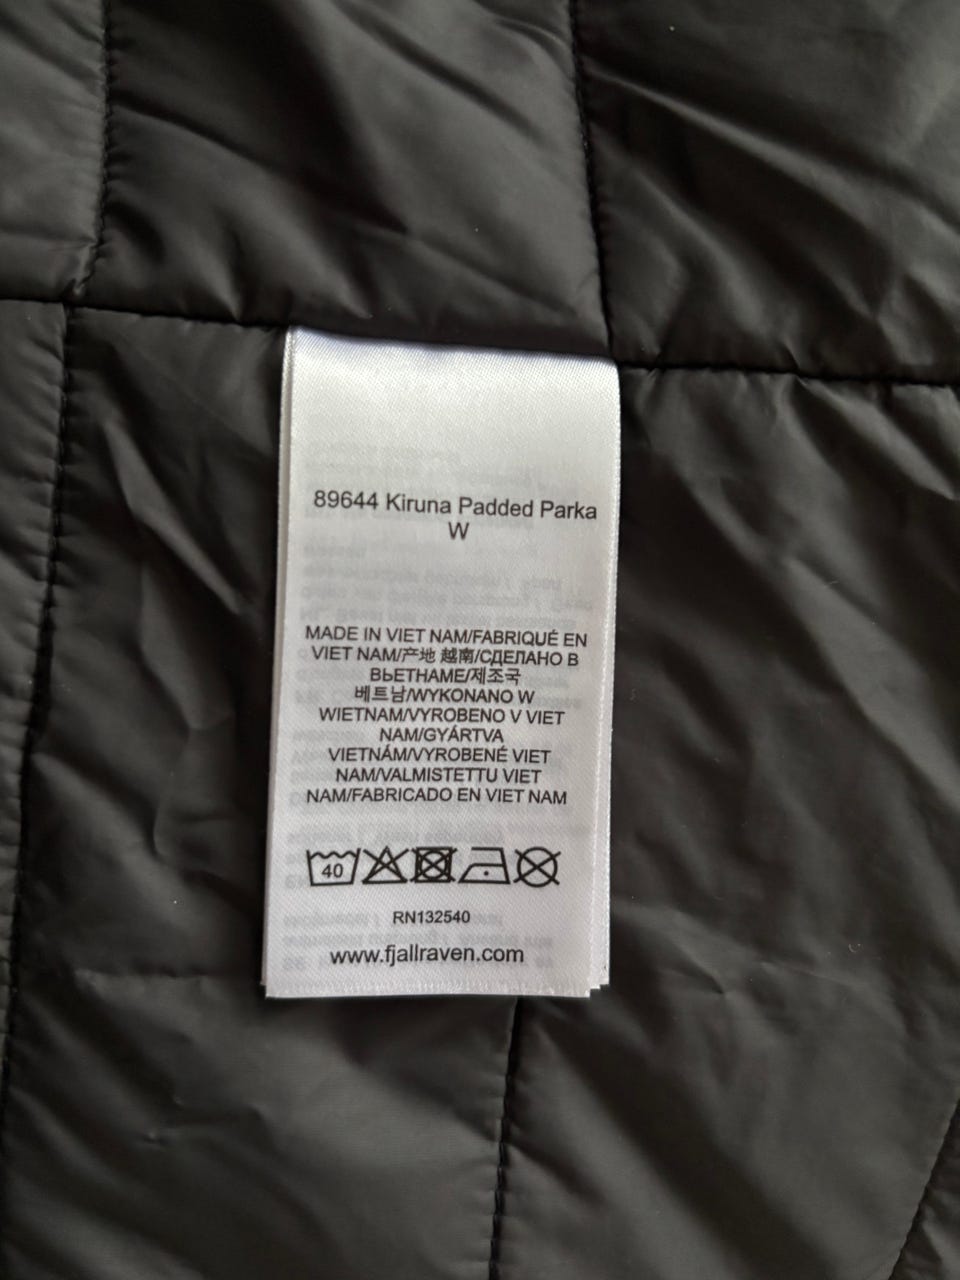 89644 Kiruna Padded Parka
W
MADE IN VIET NAM/FABRIQUÉ EN
VIET NAM/产地 越南/СДЕЛАНО В
ВЬЕТНАМЕ/제조국
베트남/WYKONANO W
WIETNAM/VYROBENO V VIET
NAM/GYÁRTVA
VIETNÁM/VYROBENÉ VIET
NAM/VALMISTETTU VIET
NAM/FABRICADO EN VIET NAM
40
RN132540
www.fjallraven.com